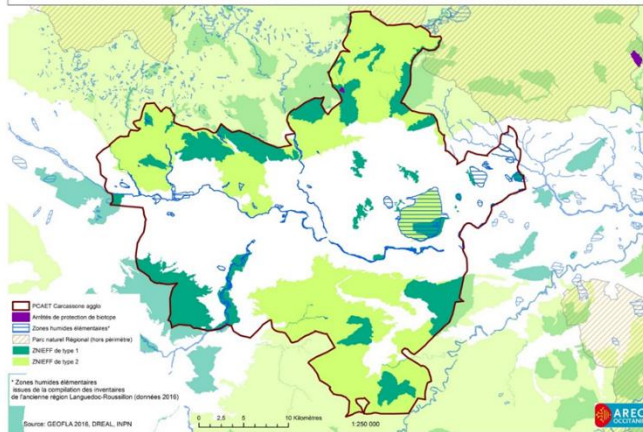 PCAET Carcassonne agglo
Arrêtés de protection de biotope
Zones humides élémentaires*
Parc naturel Régional (hors périmètre)
ZNIEFF de type 1
ZNIEFF de type 2
* Zones humides élémentaires
issues de la compilation des inventaires
de l'ancienne région Languedoc-Roussillon (données 2016)
Source: GEOFLA 2016, DREAL, INPN
0 2,5 5 10 Kilomètres
1:250 000
AREC
OCCITANIE